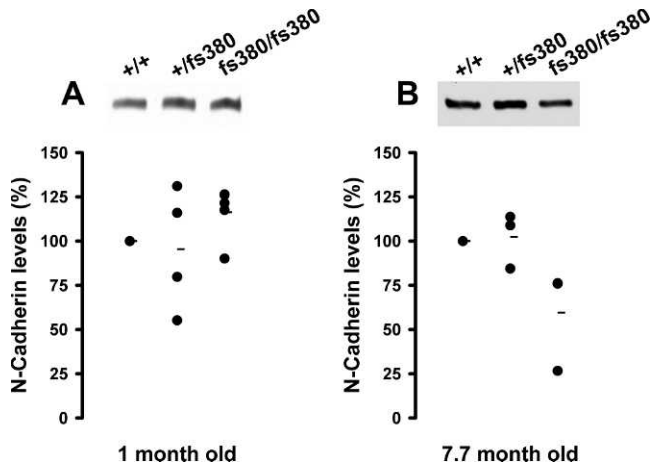 A
+/+
+/fs380
fs380/fs380
N-Cadherin levels (%)
150
125
100
75
50
25
0
1 month old
B
+/+
+/fs380
fs380/fs380
N-Cadherin levels (%)
150
125
100
75
50
25
0
7.7 month old